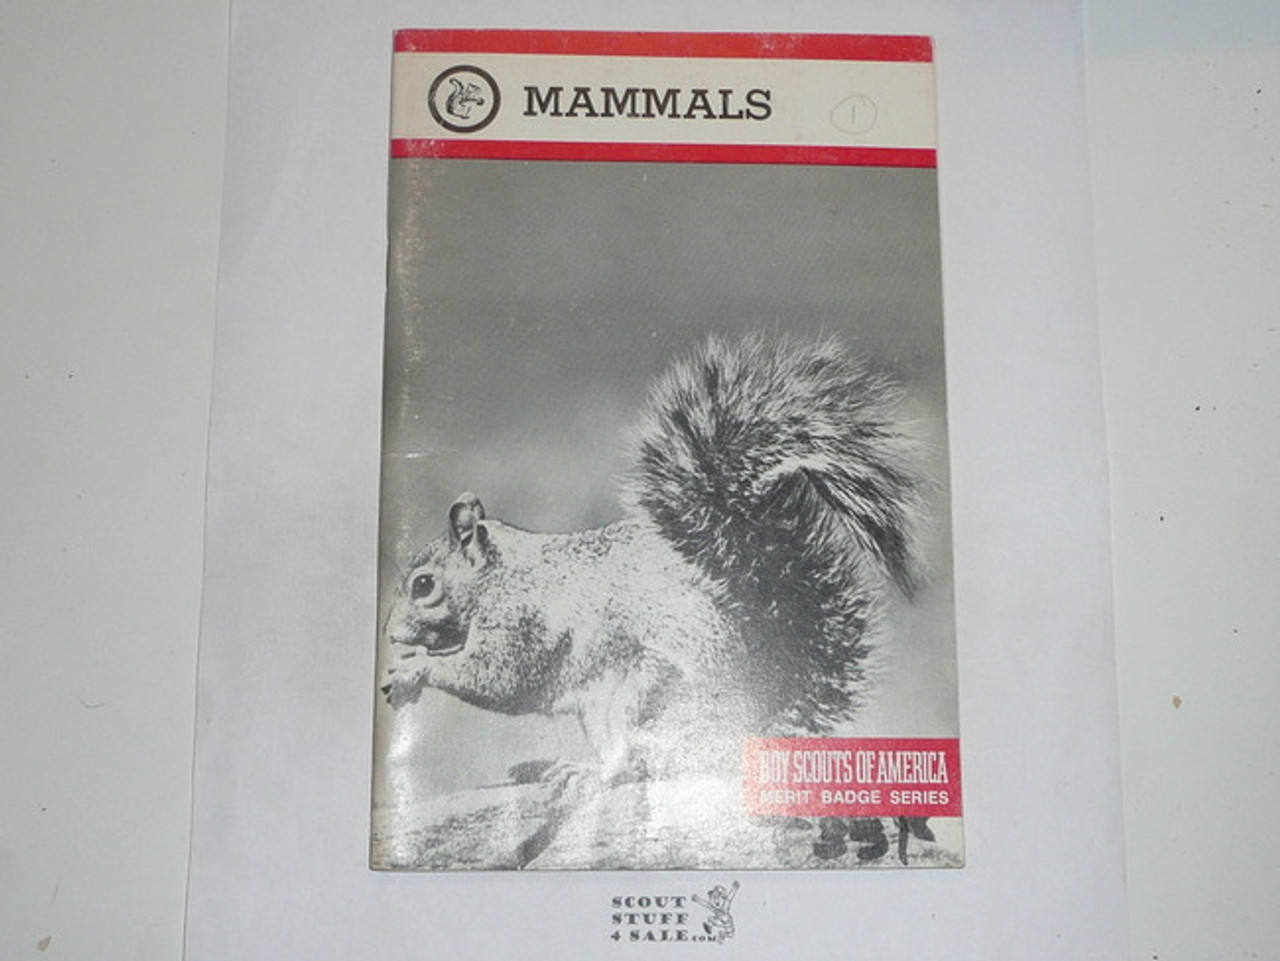 MAMMALS
1
BOY SCOUTS OF AMERICA
MERIT BADGE SERIES
SCOUT
STUFF
4 SALE.COM